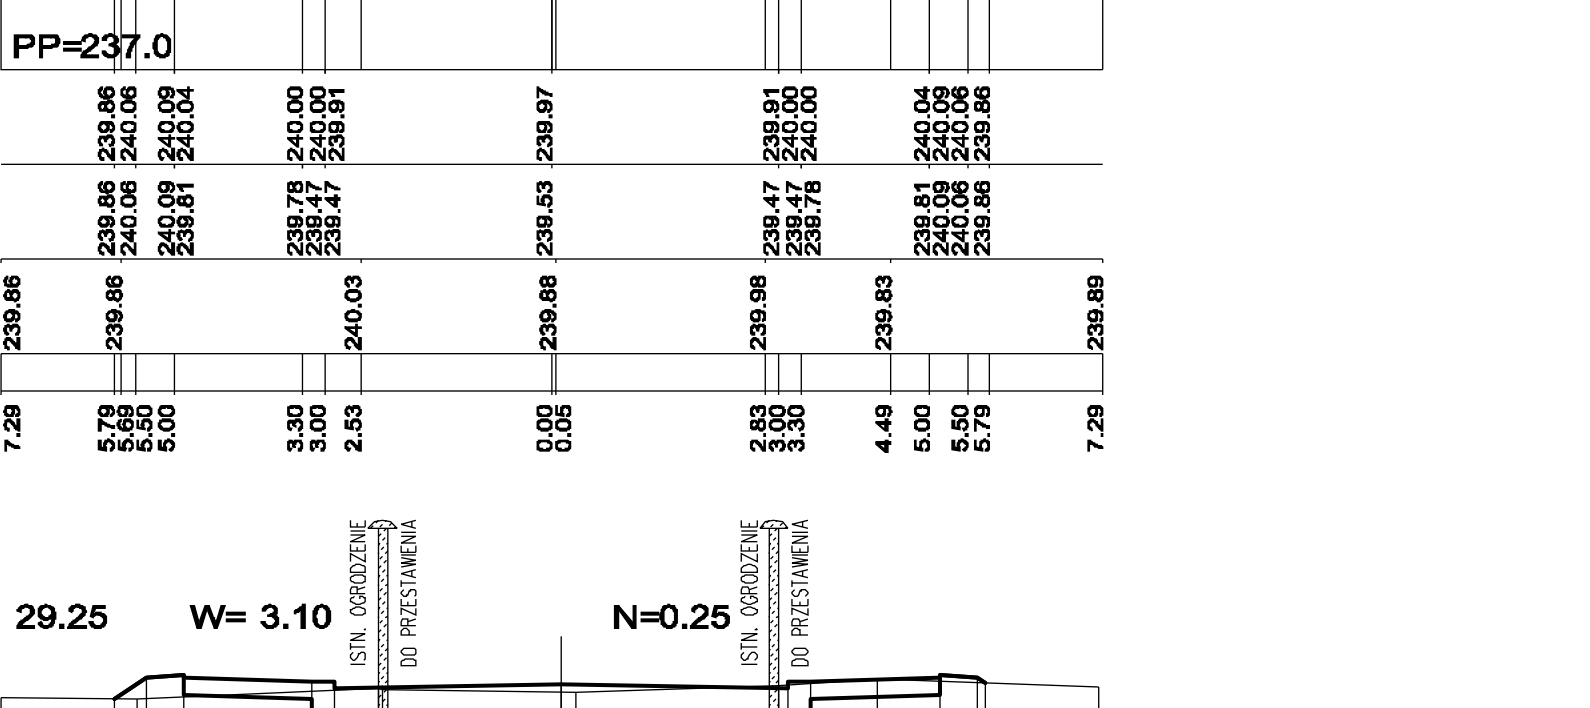 PP=237.0
239.86 240.06 240.09 240.04 240.00 240.00 239.91 239.97 239.91 240.00 240.00 240.04 240.09 240.06 239.86
239.86 240.06 240.09 239.81 239.78 239.47 239.47 239.53 239.47 239.47 239.78 239.81 240.09 240.06 239.86
239.86 239.86 240.03 239.88 239.98 239.83 239.89
7.29 5.79 5.69 5.50 5.00 3.30 3.00 2.53 0.00 0.05 2.83 3.00 3.30 4.49 5.00 5.50 5.79 7.29
ISTN. OGRODZENIE
DO PRZESTAWIENIA
ISTN. OGRODZENIE
DO PRZESTAWIENIA
29.25 W= 3.10 N=0.25